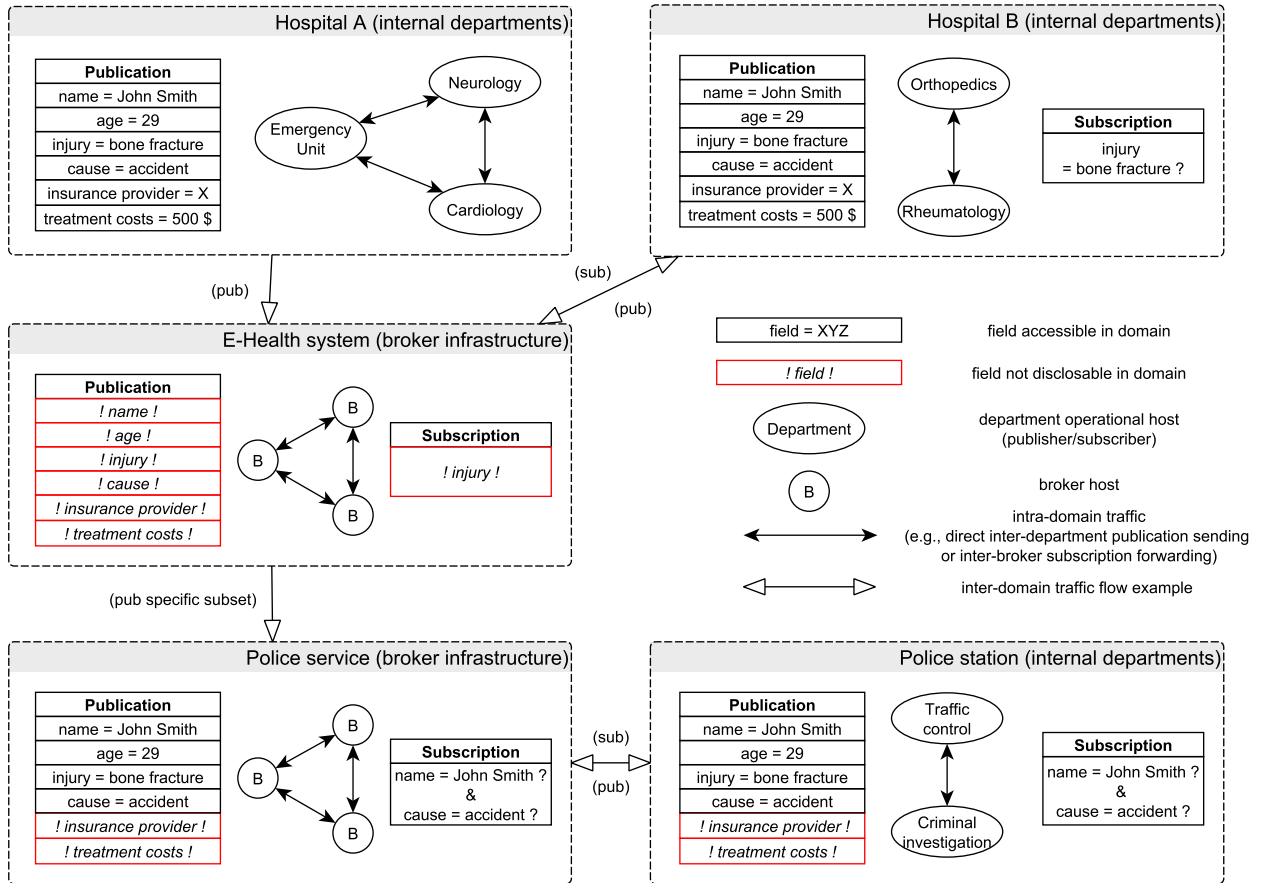 Hospital A (internal departments)
Publication
name = John Smith
age = 29
injury = bone fracture
cause = accident
insurance provider = X
treatment costs = 500 $
Neurology
Emergency
Unit
Cardiology
Hospital B (internal departments)
Publication
name = John Smith
age = 29
injury = bone fracture
cause = accident
insurance provider = X
treatment costs = 500 $
Orthopedics
Rheumatology
Subscription
injury
= bone fracture ?
(pub)
(sub)
(pub)
E-Health system (broker infrastructure)
Publication
! name !
! age !
! injury !
! cause !
! insurance provider !
! treatment costs !
B
B
B
Subscription
! injury !
field = XYZ
field accessible in domain
! field !
field not disclosable in domain
Department
department operational host
(publisher/subscriber)
B
broker host
intra-domain traffic
(e.g., direct inter-department publication sending
or inter-broker subscription forwarding)
inter-domain traffic flow example
(pub specific subset)
Police service (broker infrastructure)
Publication
name = John Smith
age = 29
injury = bone fracture
cause = accident
! insurance provider !
! treatment costs !
B
B
B
Subscription
name = John Smith ?
&
cause = accident ?
(sub)
(pub)
Police station (internal departments)
Publication
name = John Smith
age = 29
injury = bone fracture
cause = accident
! insurance provider !
! treatment costs !
Traffic
control
Criminal
investigation
Subscription
name = John Smith ?
&
cause = accident ?